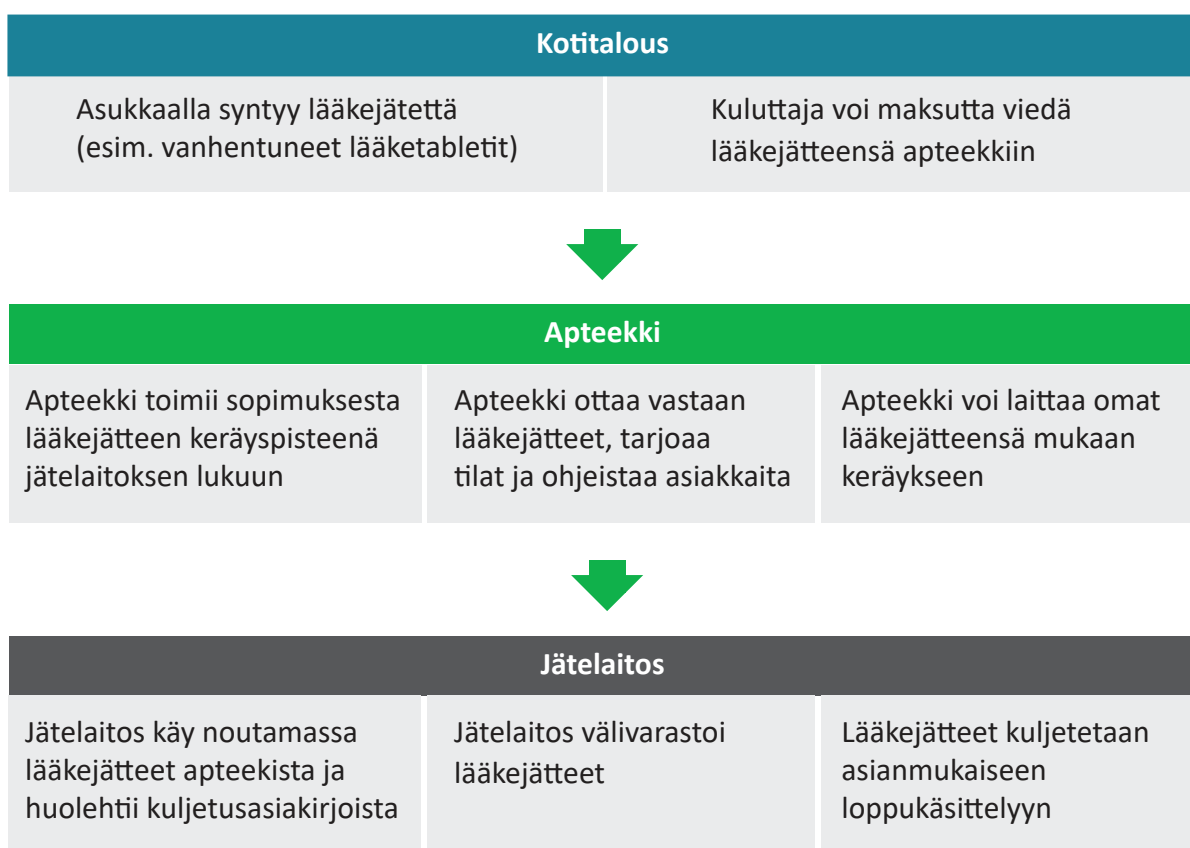 Kotitalous
Asukkaalla syntyy lääkejätettä
(esim. vanhentuneet lääketabletit)
Kuluttaja voi maksutta viedä
lääkejätteensä apteekkiin
Apteekki
Apteekki toimii sopimuksesta
lääkejätteen keräyspisteenä
jätelaitoksen lukuun
Apteekki ottaa vastaan
lääkejätteet, tarjoaa
tilat ja ohjeistaa asiakkaita
Apteekki voi laittaa omat
lääkejätteensä mukaan
keräykseen
Jätelaitos
Jätelaitos käy noutamassa
lääkejätteet apteekista ja
huolehtii kuljetusasiakirjoista
Jätelaitos välivarastoi
lääkejätteet
Lääkejätteet kuljetetaan
asianmukaiseen
loppukäsittelyyn